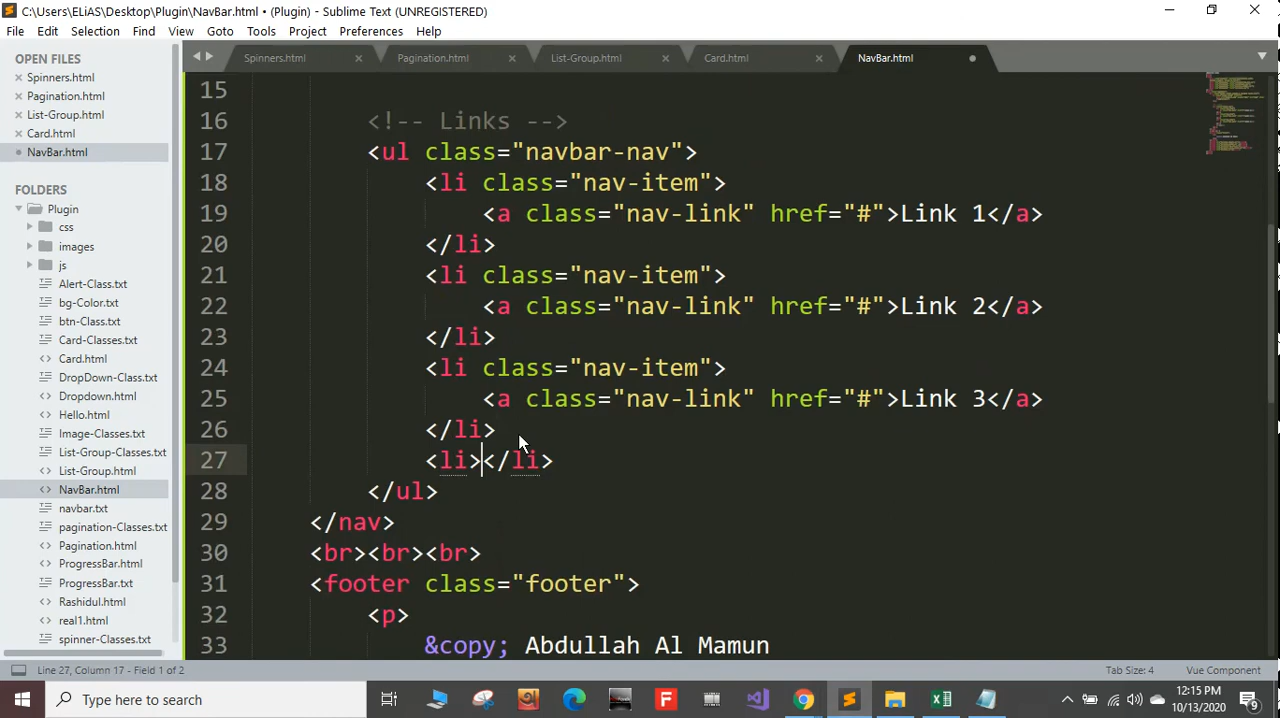 C:\Users\ELiAS\Desktop\Plugin\NavBar.html • (Plugin) - Sublime Text (UNREGISTERED)
File Edit Selection Find View Goto Tools Project Preferences Help
OPEN FILES
Spinners.html
Pagination.html
List-Group.html
Card.html
NavBar.html
FOLDERS
Plugin
css
images
js
Alert-Class.txt
bg-Color.txt
btn-Class.txt
Card-Classes.txt
Card.html
DropDown-Class.txt
Dropdown.html
Hello.html
Image-Classes.txt
List-Group-Classes.txt
List-Group.html
NavBar.html
navbar.txt
pagination-Classes.txt
Pagination.html
ProgressBar.html
ProgressBar.txt
Rashidul.html
real1.html
spinner-Classes.txt
Spinners.html Pagination.html List-Group.html Card.html NavBar.html
15
16 <!-- Links -->
17 <ul class="navbar-nav">
18 <li class="nav-item">
19 <a class="nav-link" href="#">Link 1</a>
20 </li>
21 <li class="nav-item">
22 <a class="nav-link" href="#">Link 2</a>
23 </li>
24 <li class="nav-item">
25 <a class="nav-link" href="#">Link 3</a>
26 </li>
27 <li></li>
28 </ul>
29 </nav>
30 <br><br><br>
31 <footer class="footer">
32 <p>
33 &copy; Abdullah Al Mamun
Line 27, Column 17 - Field 1 of 2 Tab Size: 4 Vue Component
Type here to search
12:15 PM
10/13/2020
9